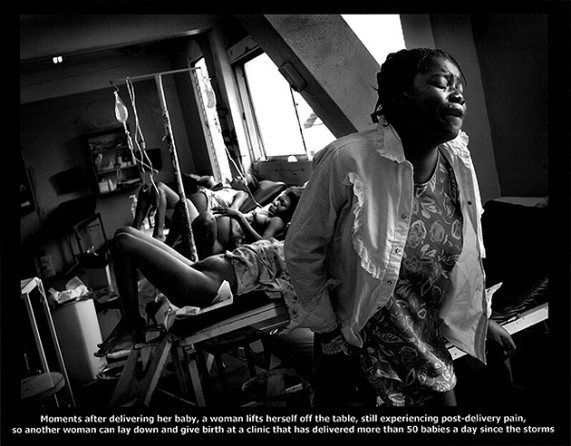 Moments after delivering her baby, a woman lifts herself off the table, still experiencing post-delivery pain,
so another woman can lay down and give birth at a clinic that has delivered more than 50 babies a day since the storms